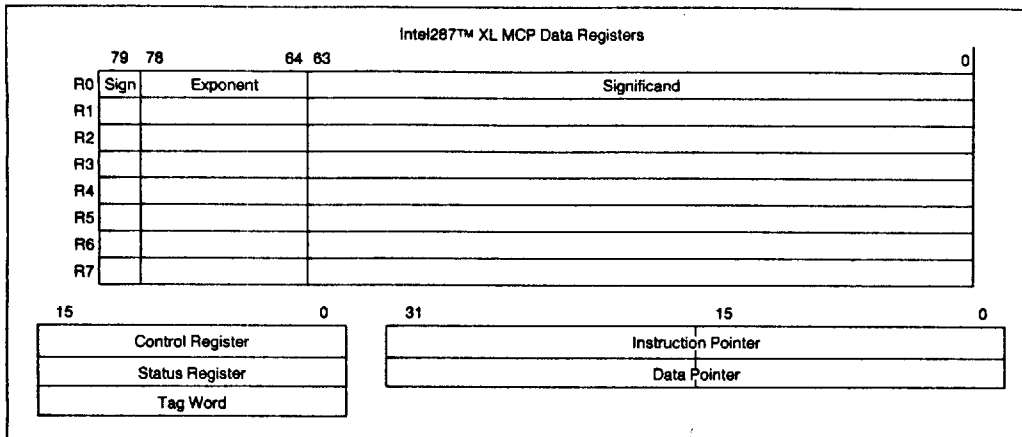 Intel287™ XL MCP Data Registers
79 78 64 63 0
R0 Sign Exponent Significand
R1
R2
R3
R4
R5
R6
R7
15 0 31 15 0
Control Register Instruction Pointer
Status Register Data Pointer
Tag Word